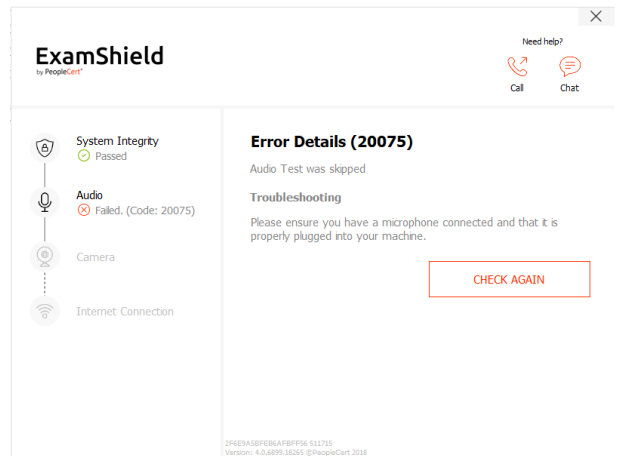 Need help?
ExamShield
by PeopleCert
Call
Chat
System Integrity
Passed
Audio
Failed. (Code: 20075)
Camera
Internet Connection
Error Details (20075)
Audio Test was skipped
Troubleshooting
Please ensure you have a microphone connected and that it is
properly plugged into your machine.
CHECK AGAIN
2F6E9A5BFEB6AFBFF56 511715
Version: 4.0.6899.18265 ©PeopleCert 2018